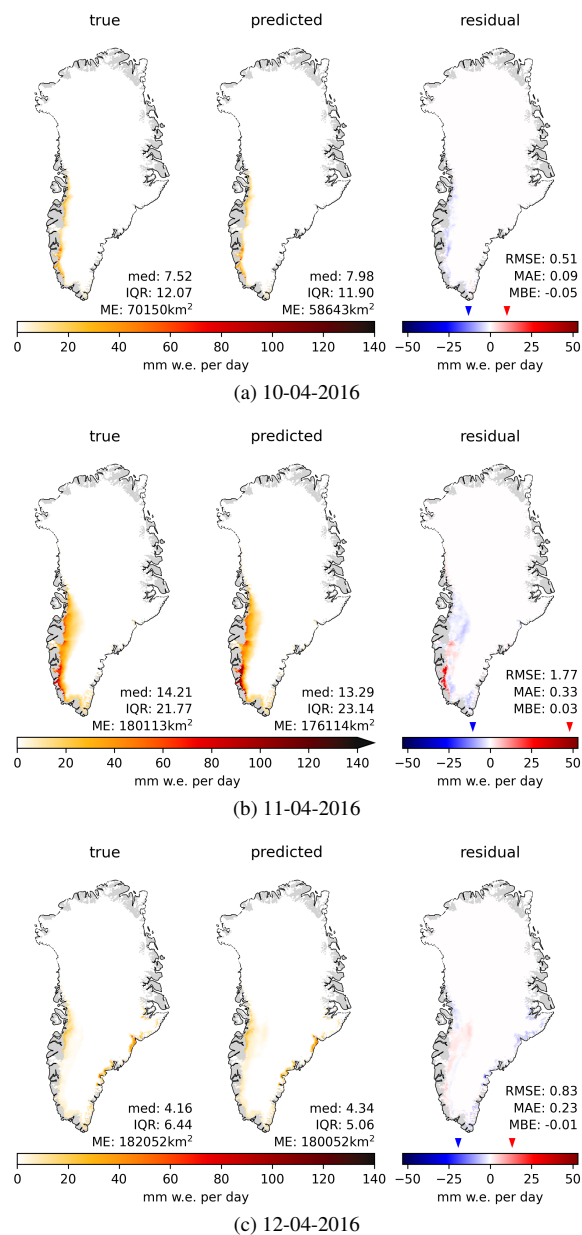 true predicted residual
med: 7.52 med: 7.98 RMSE: 0.51
IQR: 12.07 IQR: 11.90 MAE: 0.09
ME: 70150km² ME: 58643km² MBE: -0.05
0 20 40 60 80 100 120 140 −50 −25 0 25 50
mm w.e. per day mm w.e. per day
(a) 10-04-2016
true predicted residual
med: 14.21 med: 13.29 RMSE: 1.77
IQR: 21.77 IQR: 23.14 MAE: 0.33
ME: 180113km² ME: 176114km² MBE: 0.03
0 20 40 60 80 100 120 140 −50 −25 0 25 50
mm w.e. per day mm w.e. per day
(b) 11-04-2016
true predicted residual
med: 4.16 med: 4.34 RMSE: 0.83
IQR: 6.44 IQR: 5.06 MAE: 0.23
ME: 182052km² ME: 180052km² MBE: -0.01
0 20 40 60 80 100 120 140 −50 −25 0 25 50
mm w.e. per day mm w.e. per day
(c) 12-04-2016